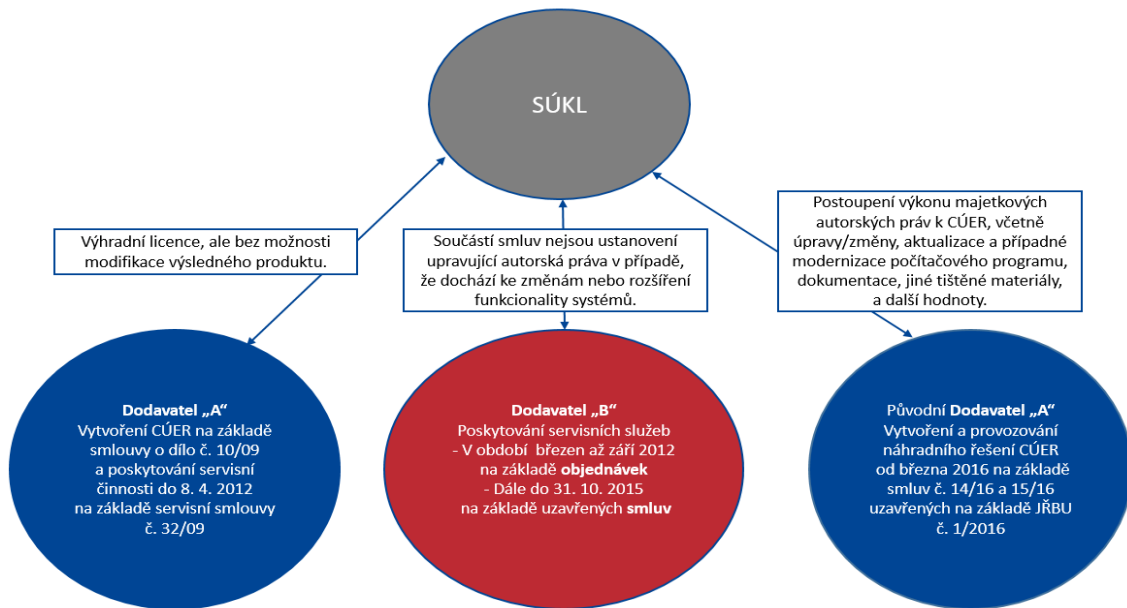 SÚKL
Výhradní licence, ale bez možnosti
modifikace výsledného produktu.
Součástí smluv nejsou ustanovení
upravující autorská práva v případě,
že dochází ke změnám nebo rozšíření
funkcionality systémů.
Postoupení výkonu majetkových
autorských práv k CÚER, včetně
úpravy/změny, aktualizace a případné
modernizace počítačového programu,
dokumentace, jiné tištěné materiály,
a další hodnoty.
Dodavatel „A“
Vytvoření CÚER na základě
smlouvy o dílo č. 10/09
a poskytování servisní
činnosti do 8. 4. 2012
na základě servisní smlouvy
č. 32/09
Dodavatel „B“
Poskytování servisních služeb
- V období březen až září 2012
na základě objednávek
- Dále do 31. 10. 2015
na základě uzavřených smluv
Původní Dodavatel „A“
Vytvoření a provozování
náhradního řešení CÚER
od března 2016 na základě
smluv č. 14/16 a 15/16
uzavřených na základě JŘBU
č. 1/2016